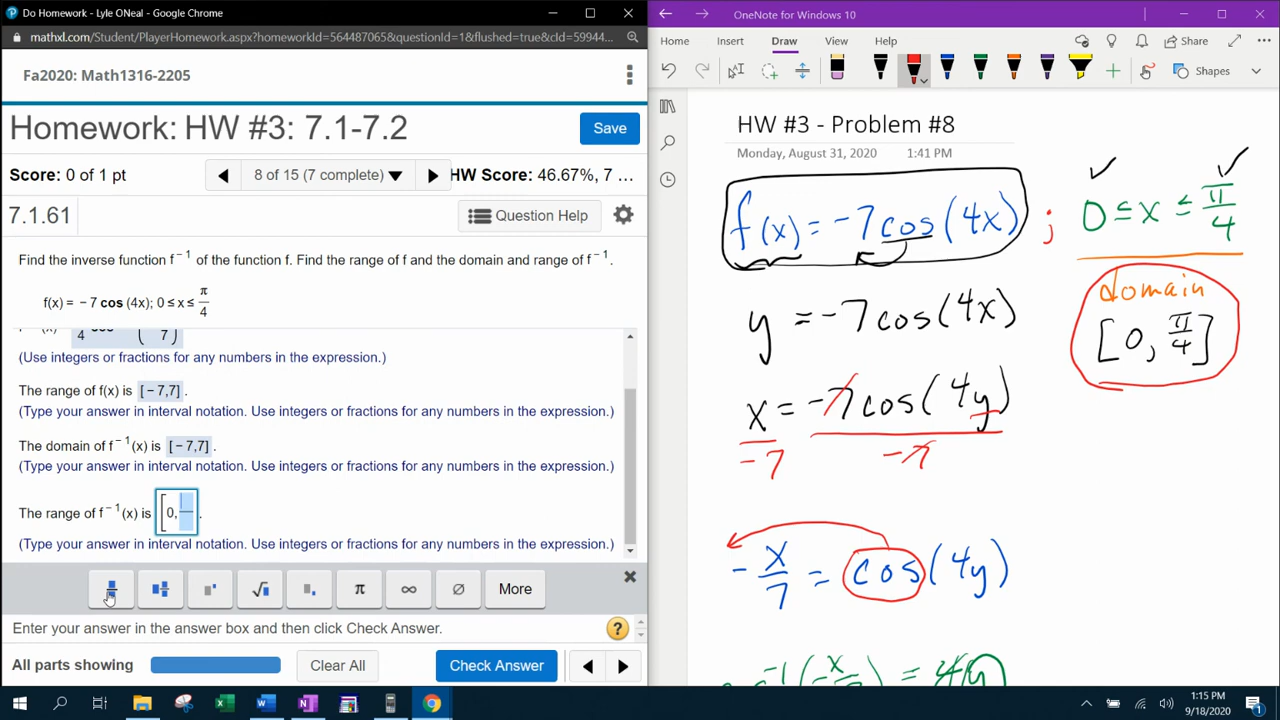 Do Homework - Lyle ONeal - Google Chrome
mathxl.com/Student/PlayerHomework.aspx?homeworkId=564487065&questionId=1&flushed=true&cId=59944...
Fa2020: Math1316-2205
Homework: HW #3: 7.1-7.2
Save
Score: 0 of 1 pt
8 of 15 (7 complete)
HW Score: 46.67%, 7 ...
7.1.61
Question Help
Find the inverse function f⁻¹ of the function f. Find the range of f and the domain and range of f⁻¹.
f(x) = − 7 cos (4x); 0 ≤ x ≤ π/4
(Use integers or fractions for any numbers in the expression.)
The range of f(x) is [− 7,7].
(Type your answer in interval notation. Use integers or fractions for any numbers in the expression.)
The domain of f⁻¹(x) is [− 7,7]
(Type your answer in interval notation. Use integers or fractions for any numbers in the expression.)
The range of f⁻¹(x) is [0, .
(Type your answer in interval notation. Use integers or fractions for any numbers in the expression.)
π ∞ ∅ More
Enter your answer in the answer box and then click Check Answer.
?
All parts showing
Clear All
Check Answer
OneNote for Windows 10
Home Insert Draw View Help
Share
Shapes
HW #3 - Problem #8
Monday, August 31, 2020 1:41 PM
f(x) = -7cos(4x) ; 0 ≤ x ≤ π/4
domain
[0, π/4]
y = -7cos(4x)
x = -7cos(4y)
-7 -7
-x/7 = cos(4y)
1:15 PM
9/18/2020
1